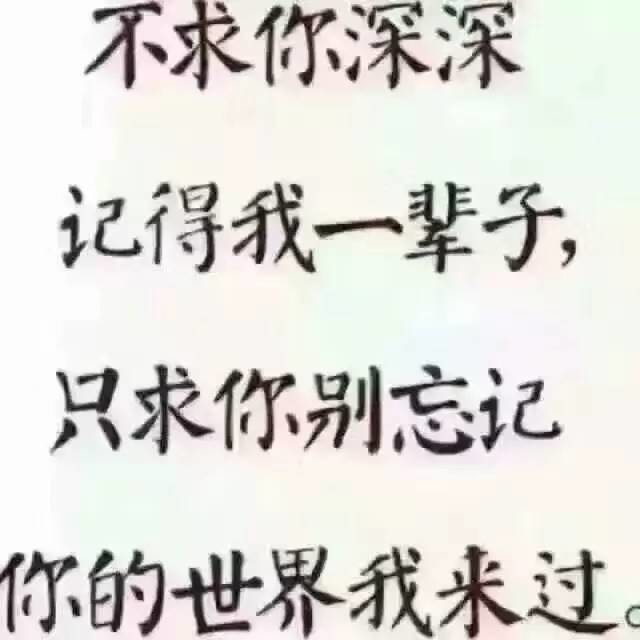 不求你深深
记得我一辈子，
只求你别忘记
你的世界我来过。